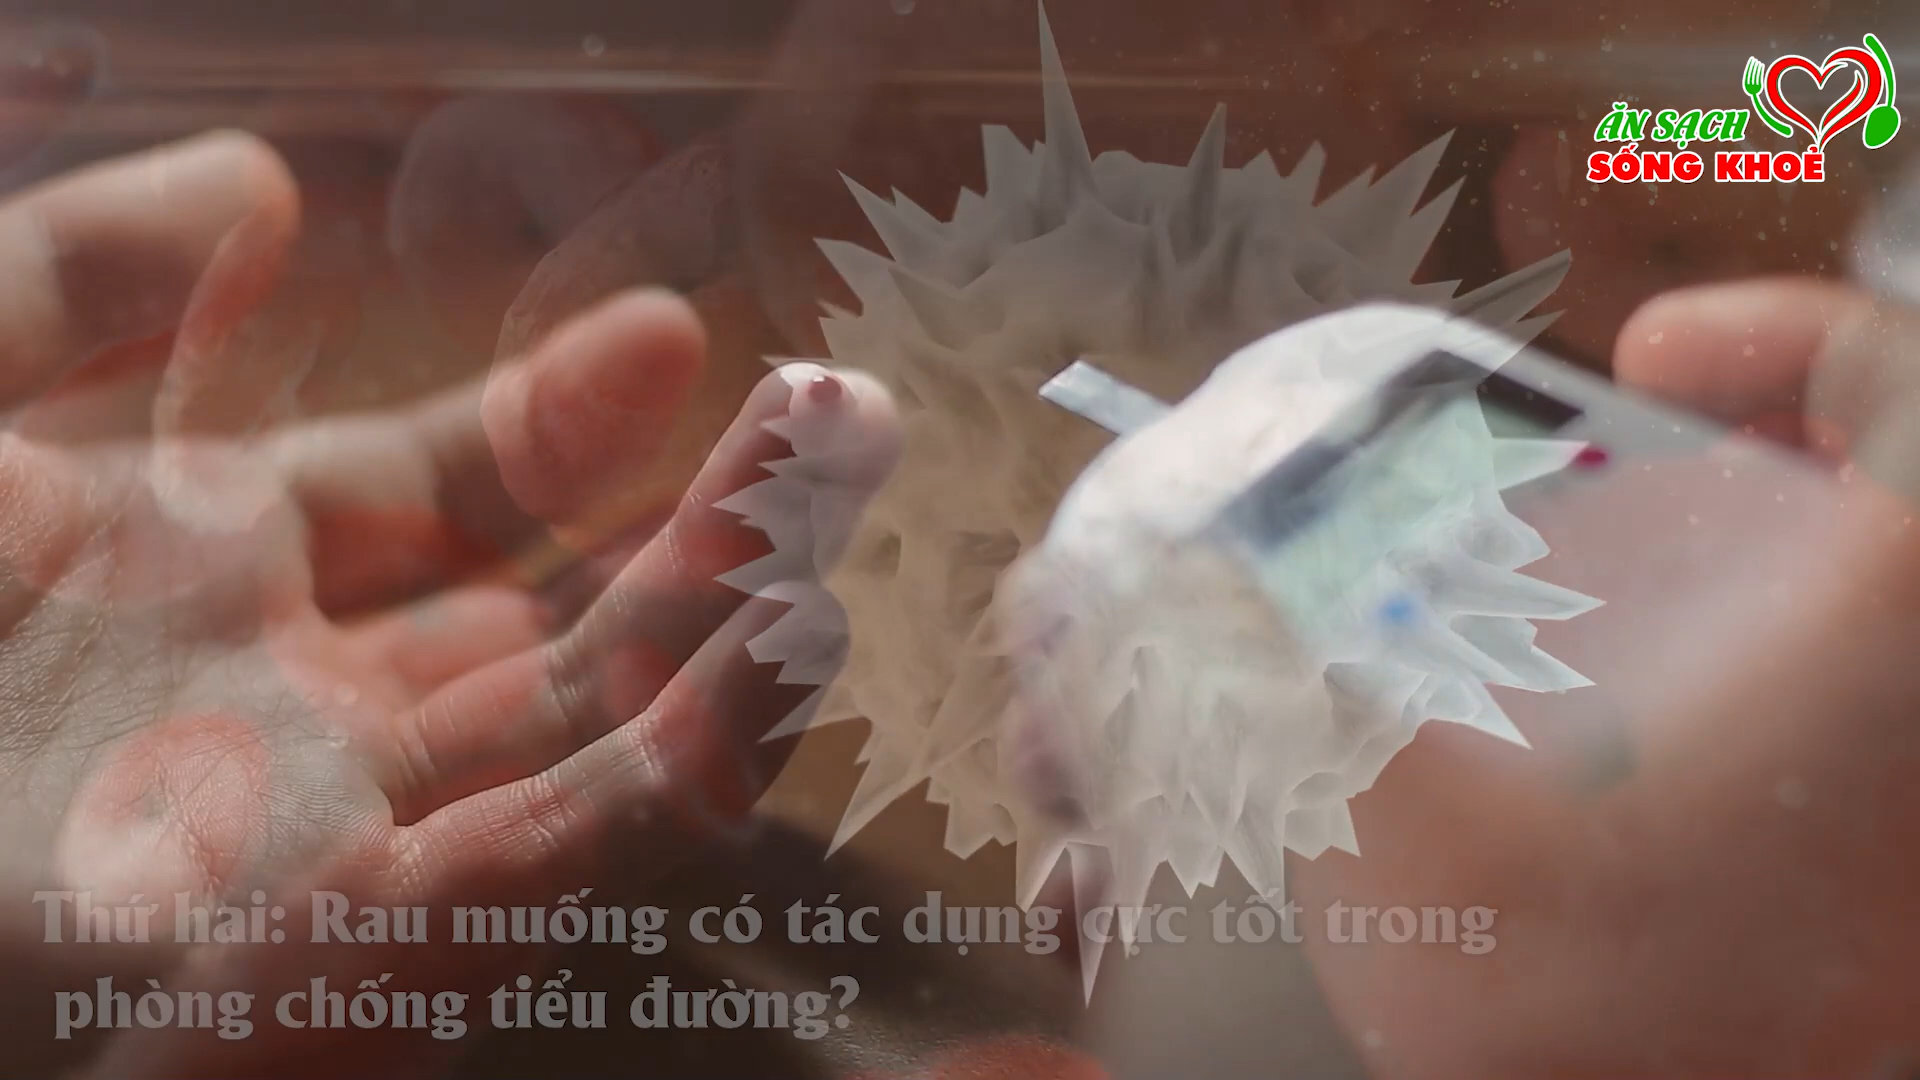 ĂN SẠCH
SỐNG KHOẺ
Thứ hai: Rau muống có tác dụng cực tốt trong
phòng chống tiểu đường?